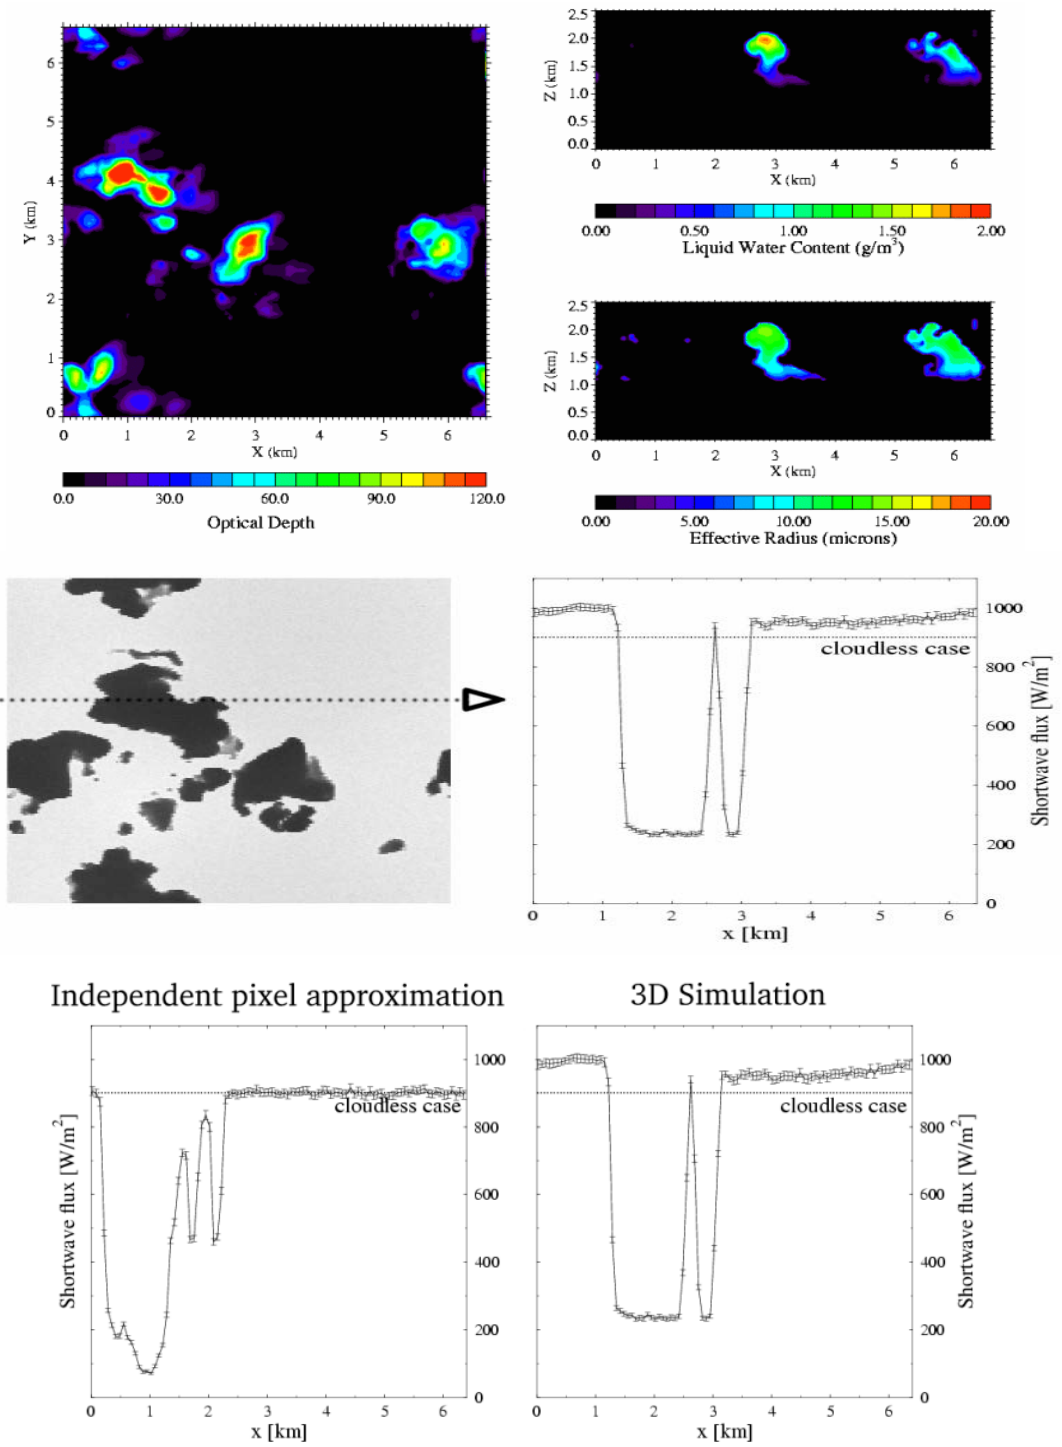 6
5
4
3
2
1
0
Y (km)
0 1 2 3 4 5 6
X (km)
0.0 30.0 60.0 90.0 120.0
Optical Depth
2.5
2.0
1.5
1.0
0.5
0.0
Z (km)
0 1 2 3 4 5 6
X (km)
0.00 0.50 1.00 1.50 2.00
Liquid Water Content (g/m³)
2.5
2.0
1.5
1.0
0.5
0.0
Z (km)
0 1 2 3 4 5 6
X (km)
0.00 5.00 10.00 15.00 20.00
Effective Radius (microns)
1000
cloudless case
800
600
400
200
0
Shortwave flux [W/m²]
0 1 2 3 4 5 6
x [km]
Independent pixel approximation
1000
cloudless case
800
600
400
200
0
Shortwave flux [W/m²]
0 1 2 3 4 5 6
x [km]
3D Simulation
1000
cloudless case
800
600
400
200
0
Shortwave flux [W/m²]
0 1 2 3 4 5 6
x [km]